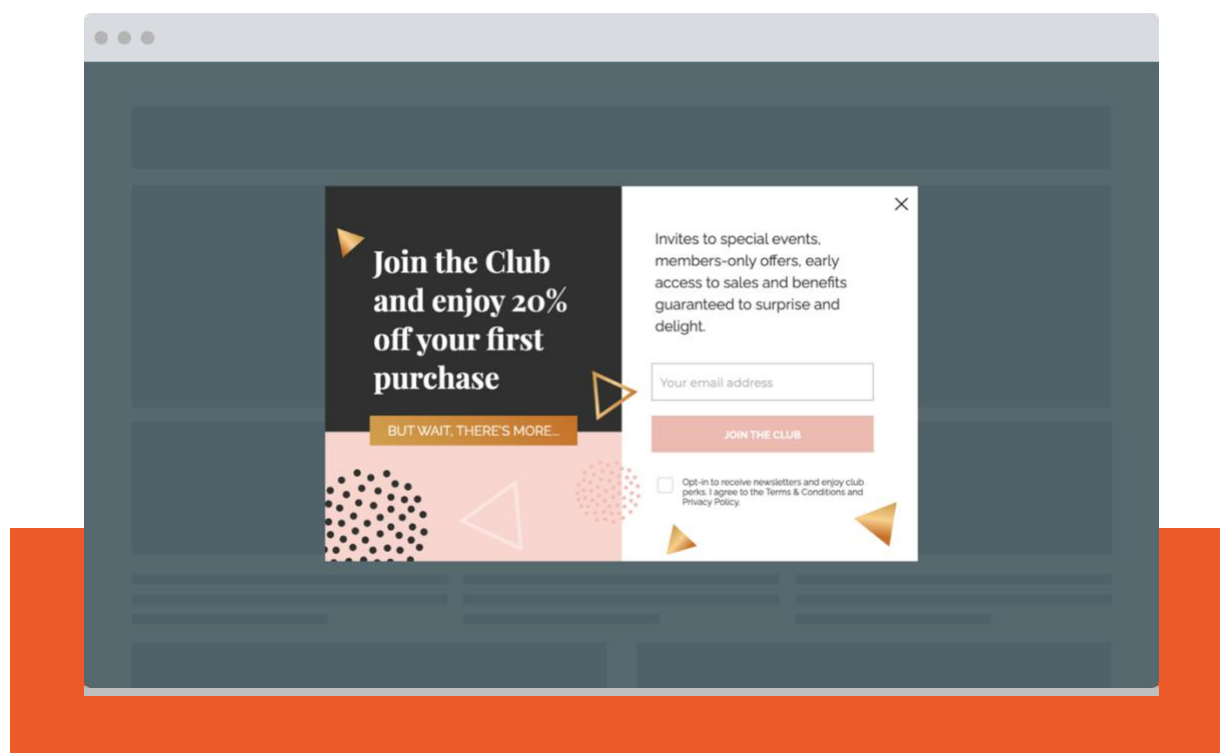 Join the Club
and enjoy 20%
off your first
purchase
BUT WAIT, THERE'S MORE...
Invites to special events,
members-only offers, early
access to sales and benefits
guaranteed to surprise and
delight.
Your email address
JOIN THE CLUB
Opt-in to receive newsletters and enjoy club
perks. I agree to the Terms & Conditions and
Privacy Policy.